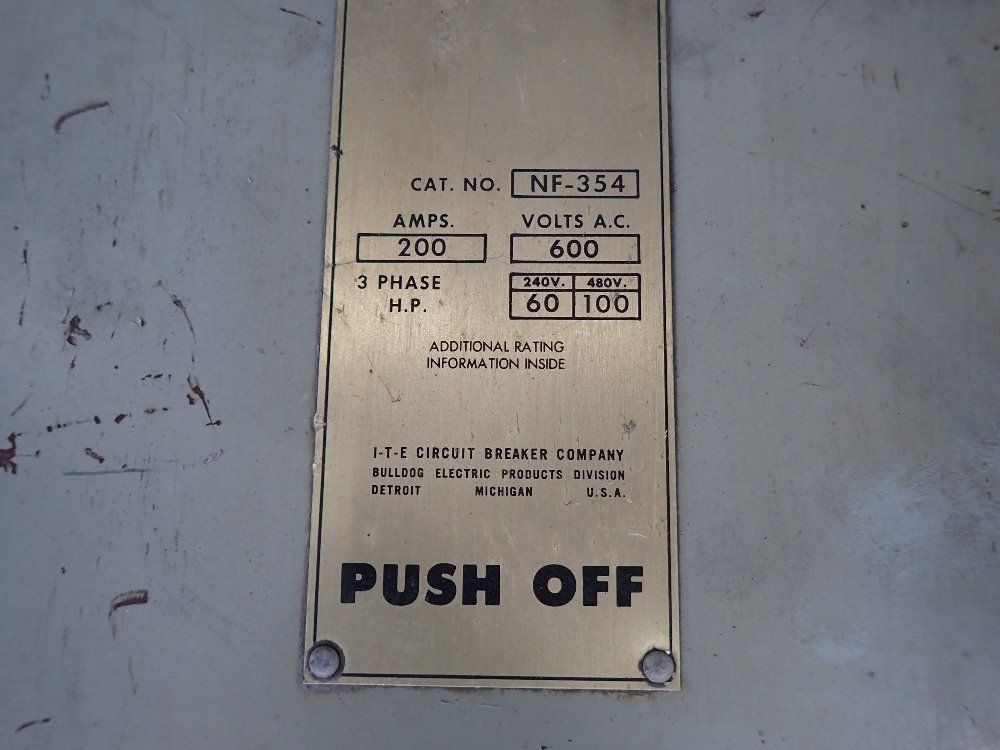 CAT. NO. NF-354
AMPS. VOLTS A.C.
200 600
3 PHASE 240V. 480V.
H.P. 60 100
ADDITIONAL RATING
INFORMATION INSIDE
I-T-E CIRCUIT BREAKER COMPANY
BULLDOG ELECTRIC PRODUCTS DIVISION
DETROIT MICHIGAN U.S.A.
PUSH OFF